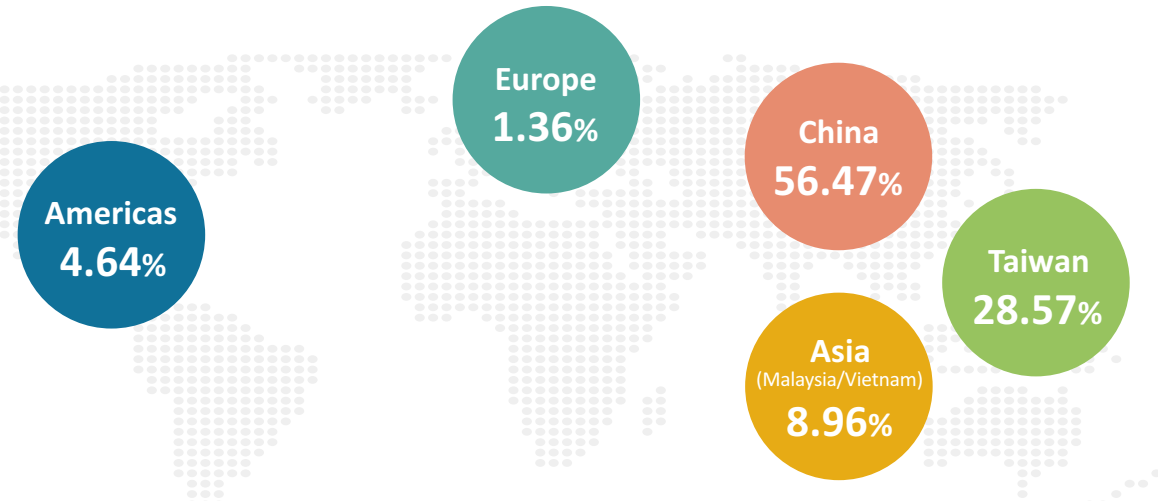 Europe
1.36%
China
56.47%
Americas
4.64%
Taiwan
28.57%
Asia
(Malaysia/Vietnam)
8.96%